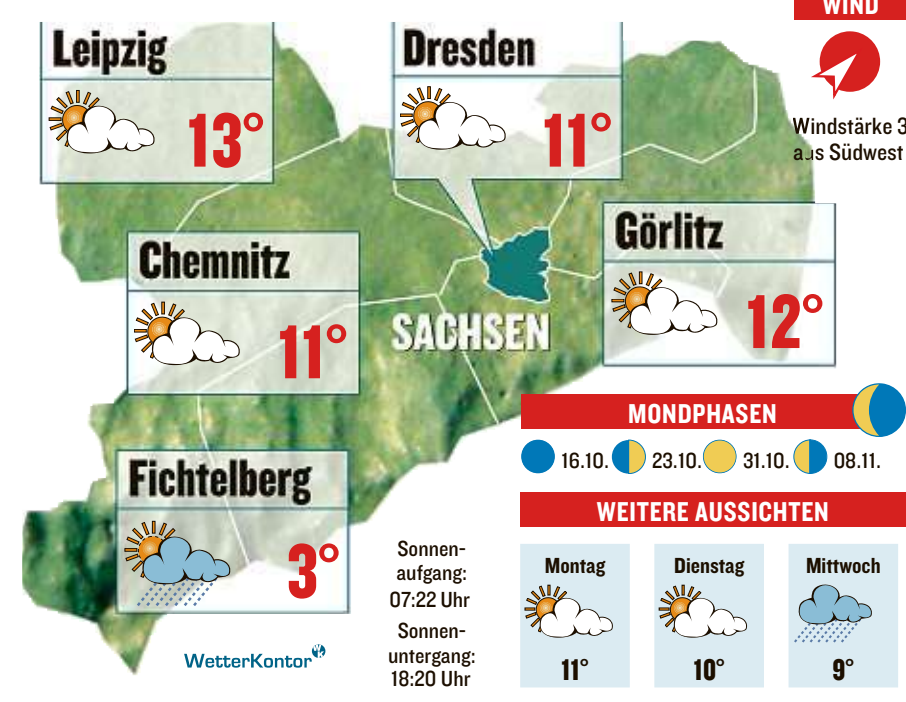 WIND
Windstärke 3
aus Südwest
Leipzig
13°
Dresden
11°
Görlitz
12°
Chemnitz
11°
SACHSEN
Fichtelberg
3°
MONDPHASEN
16.10. 23.10. 31.10. 08.11.
WEITERE AUSSICHTEN
Montag
11°
Dienstag
10°
Mittwoch
9°
Sonnen-
aufgang:
07:22 Uhr
Sonnen-
untergang:
18:20 Uhr
WetterKontor